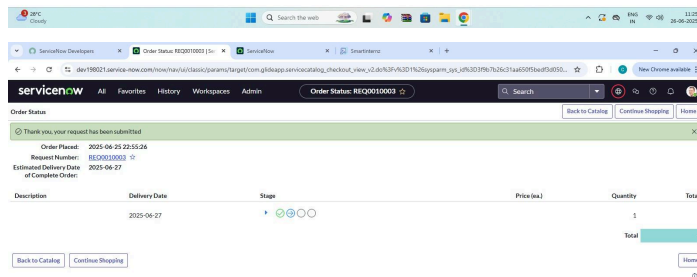 3
28°C
Cloudy
Search the web
ENG
IN
11:25
26-06-2025
ServiceNow Developers
Order Status: REQ0010003 | Ser
ServiceNow
SmartInternz
dev198021.service-now.com/now/nav/ui/classic/params/target/com.glideapp.servicecatalog_checkout_view_v2.do%3Fv%3D1%26sysparm_sys_id%3D3f9b7b26c31aa650f5bedf3d050...
New Chrome available
servicenow
All Favorites History Workspaces Admin
Order Status: REQ0010003
Search
Order Status
Back to Catalog
Continue Shopping
Home
Thank you, your request has been submitted
Order Placed: 2025-06-25 22:55:26
Request Number: REQ0010003
Estimated Delivery Date
of Complete Order: 2025-06-27
Description Delivery Date Stage Price (ea.) Quantity Tota
2025-06-27 1
Total
Back to Catalog
Continue Shopping
Home